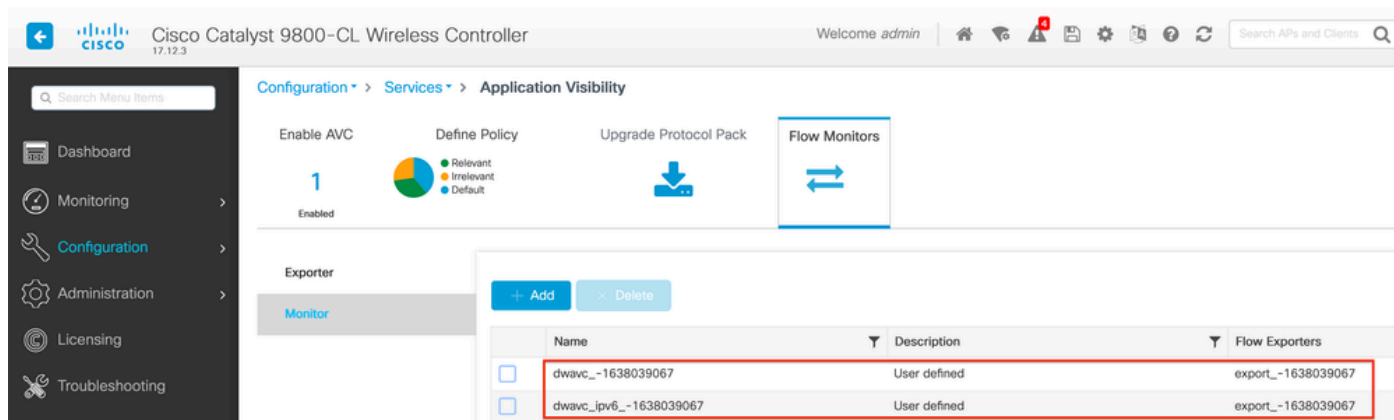 CISCO
Cisco Catalyst 9800-CL Wireless Controller
17.12.3
Welcome admin
4
Search APs and Clients
Search Menu Items
Dashboard
Monitoring
Configuration
Administration
Licensing
Troubleshooting
Configuration > Services > Application Visibility
Enable AVC
1
Enabled
Define Policy
Relevant
Irrelevant
Default
Upgrade Protocol Pack
Flow Monitors
Exporter
Monitor
+ Add
× Delete
Name Description Flow Exporters
dwavc_-1638039067 User defined export_-1638039067
dwavc_ipv6_-1638039067 User defined export_-1638039067